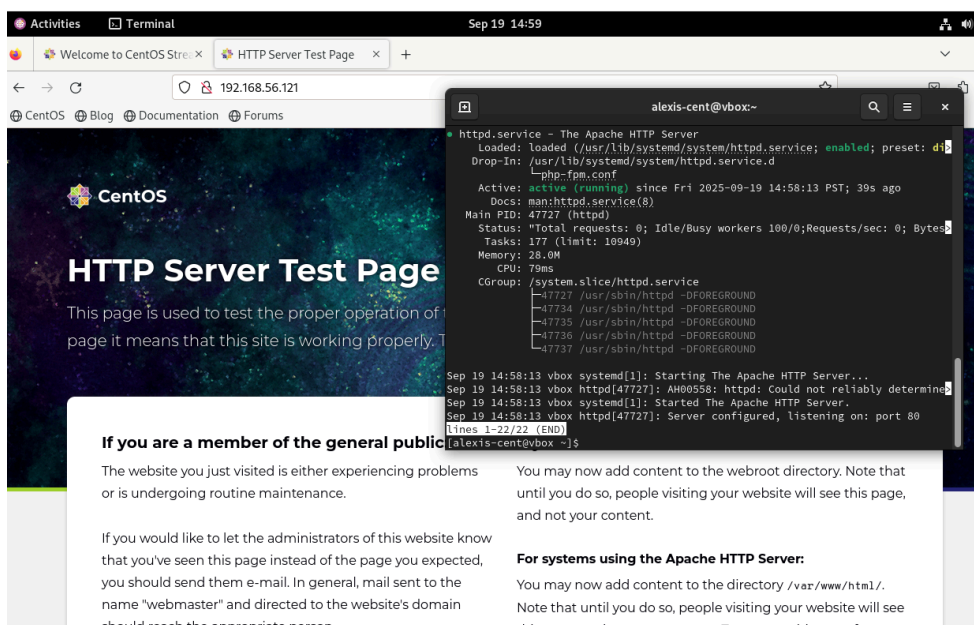 Activities
Terminal
Sep 19 14:59
Welcome to CentOS Stre
HTTP Server Test Page
192.168.56.121
CentOS Blog Documentation Forums
alexis-cent@vbox:~
● httpd.service - The Apache HTTP Server
Loaded: loaded (/usr/lib/systemd/system/httpd.service; enabled; preset: di>
Drop-In: /usr/lib/systemd/system/httpd.service.d
└─php-fpm.conf
Active: active (running) since Fri 2025-09-19 14:58:13 PST; 39s ago
Docs: man:httpd.service(8)
Main PID: 47727 (httpd)
Status: "Total requests: 0; Idle/Busy workers 100/0;Requests/sec: 0; Bytes>
Tasks: 177 (limit: 10949)
Memory: 28.0M
CPU: 79ms
CGroup: /system.slice/httpd.service
├─47727 /usr/sbin/httpd -DFOREGROUND
├─47734 /usr/sbin/httpd -DFOREGROUND
├─47735 /usr/sbin/httpd -DFOREGROUND
├─47736 /usr/sbin/httpd -DFOREGROUND
└─47737 /usr/sbin/httpd -DFOREGROUND
Sep 19 14:58:13 vbox systemd[1]: Starting The Apache HTTP Server...
Sep 19 14:58:13 vbox httpd[47727]: AH00558: httpd: Could not reliably determine>
Sep 19 14:58:13 vbox systemd[1]: Started The Apache HTTP Server.
Sep 19 14:58:13 vbox httpd[47727]: Server configured, listening on: port 80
lines 1-22/22 (END)
[alexis-cent@vbox ~]$
CentOS
HTTP Server Test Page
This page is used to test the proper operation of
page it means that this site is working properly.
If you are a member of the general public
The website you just visited is either experiencing problems
or is undergoing routine maintenance.
If you would like to let the administrators of this website know
that you've seen this page instead of the page you expected,
you should send them e-mail. In general, mail sent to the
name "webmaster" and directed to the website's domain
should reach the appropriate person.
You may now add content to the webroot directory. Note that
until you do so, people visiting your website will see this page,
and not your content.
For systems using the Apache HTTP Server:
You may now add content to the directory /var/www/html/.
Note that until you do so, people visiting your website will see